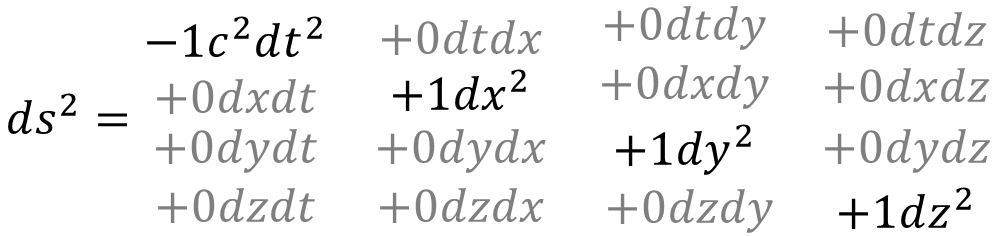 −1c²dt² +0dtdx +0dtdy +0dtdz
+0dxdt +1dx² +0dxdy +0dxdz
ds² =
+0dydt +0dydx +1dy² +0dydz
+0dzdt +0dzdx +0dzdy +1dz²